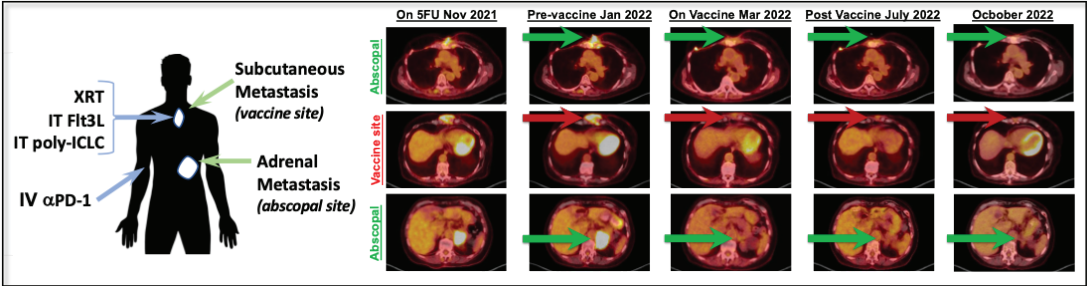 XRT
IT Flt3L
IT poly-ICLC
IV αPD-1
Subcutaneous
Metastasis
(vaccine site)
Adrenal
Metastasis
(abscopal site)
On 5FU Nov 2021
Pre-vaccine Jan 2022
On Vaccine Mar 2022
Post Vaccine July 2022
Ocbober 2022
Abscopal
Vaccine site
Abscopal